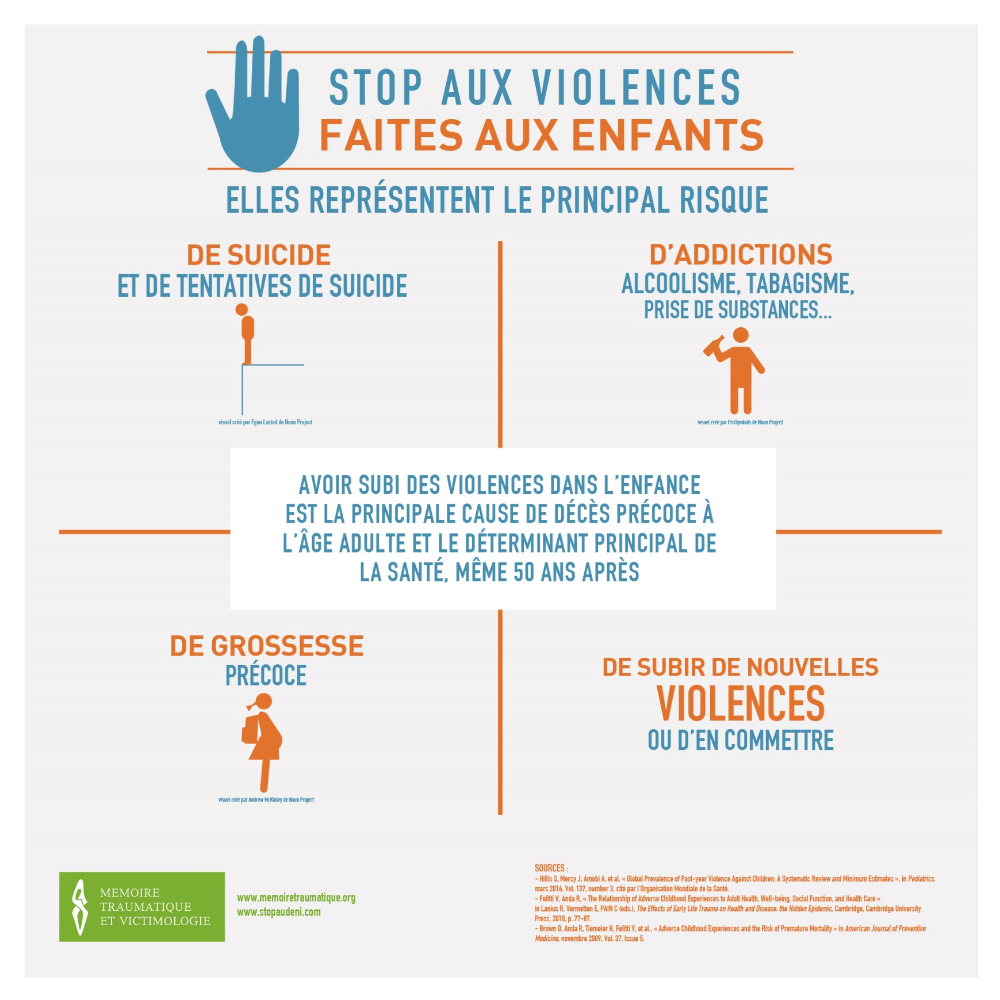 STOP AUX VIOLENCES
FAITES AUX ENFANTS
ELLES REPRÉSENTENT LE PRINCIPAL RISQUE
DE SUICIDE
ET DE TENTATIVES DE SUICIDE
visuel créé par Egon Lastad de Noun Project
D'ADDICTIONS
ALCOOLISME, TABAGISME,
PRISE DE SUBSTANCES...
visuel créé par ProSymbols de Noun Project
AVOIR SUBI DES VIOLENCES DANS L'ENFANCE
EST LA PRINCIPALE CAUSE DE DÉCÈS PRÉCOCE À
L'ÂGE ADULTE ET LE DÉTERMINANT PRINCIPAL DE
LA SANTÉ, MÊME 50 ANS APRÈS
DE GROSSESSE
PRÉCOCE
visuel créé par Andrew McKinley de Noun Project
DE SUBIR DE NOUVELLES
VIOLENCES
OU D'EN COMMETTRE
MEMOIRE
TRAUMATIQUE
ET VICTIMOLOGIE
www.memoiretraumatique.org
www.stopaudeni.com
SOURCES :
- Hillis S, Mercy J, Amobi A, et al. « Global Prevalence of Past-year Violence Against Children: A Systematic Review and Minimum Estimates », in Pediatrics,
mars 2016, Vol. 137, number 3, cité par l'Organisation Mondiale de la Santé.
- Felitti V, Anda R, « The Relationship of Adverse Childhood Experiences to Adult Health, Well-being, Social Function, and Health Care »
in Lanius R, Vermetten E, PAIN C (eds.), The Effects of Early Life Trauma on Health and Disease: the Hidden Epidemic, Cambridge, Cambridge University
Press, 2010, p. 77-87.
- Brown D, Anda R, Tiemeier H, Felitti V, et al., « Adverse Childhood Experiences and the Risk of Premature Mortality » in American Journal of Preventive
Medicine, novembre 2009, Vol. 37, Issue 5.